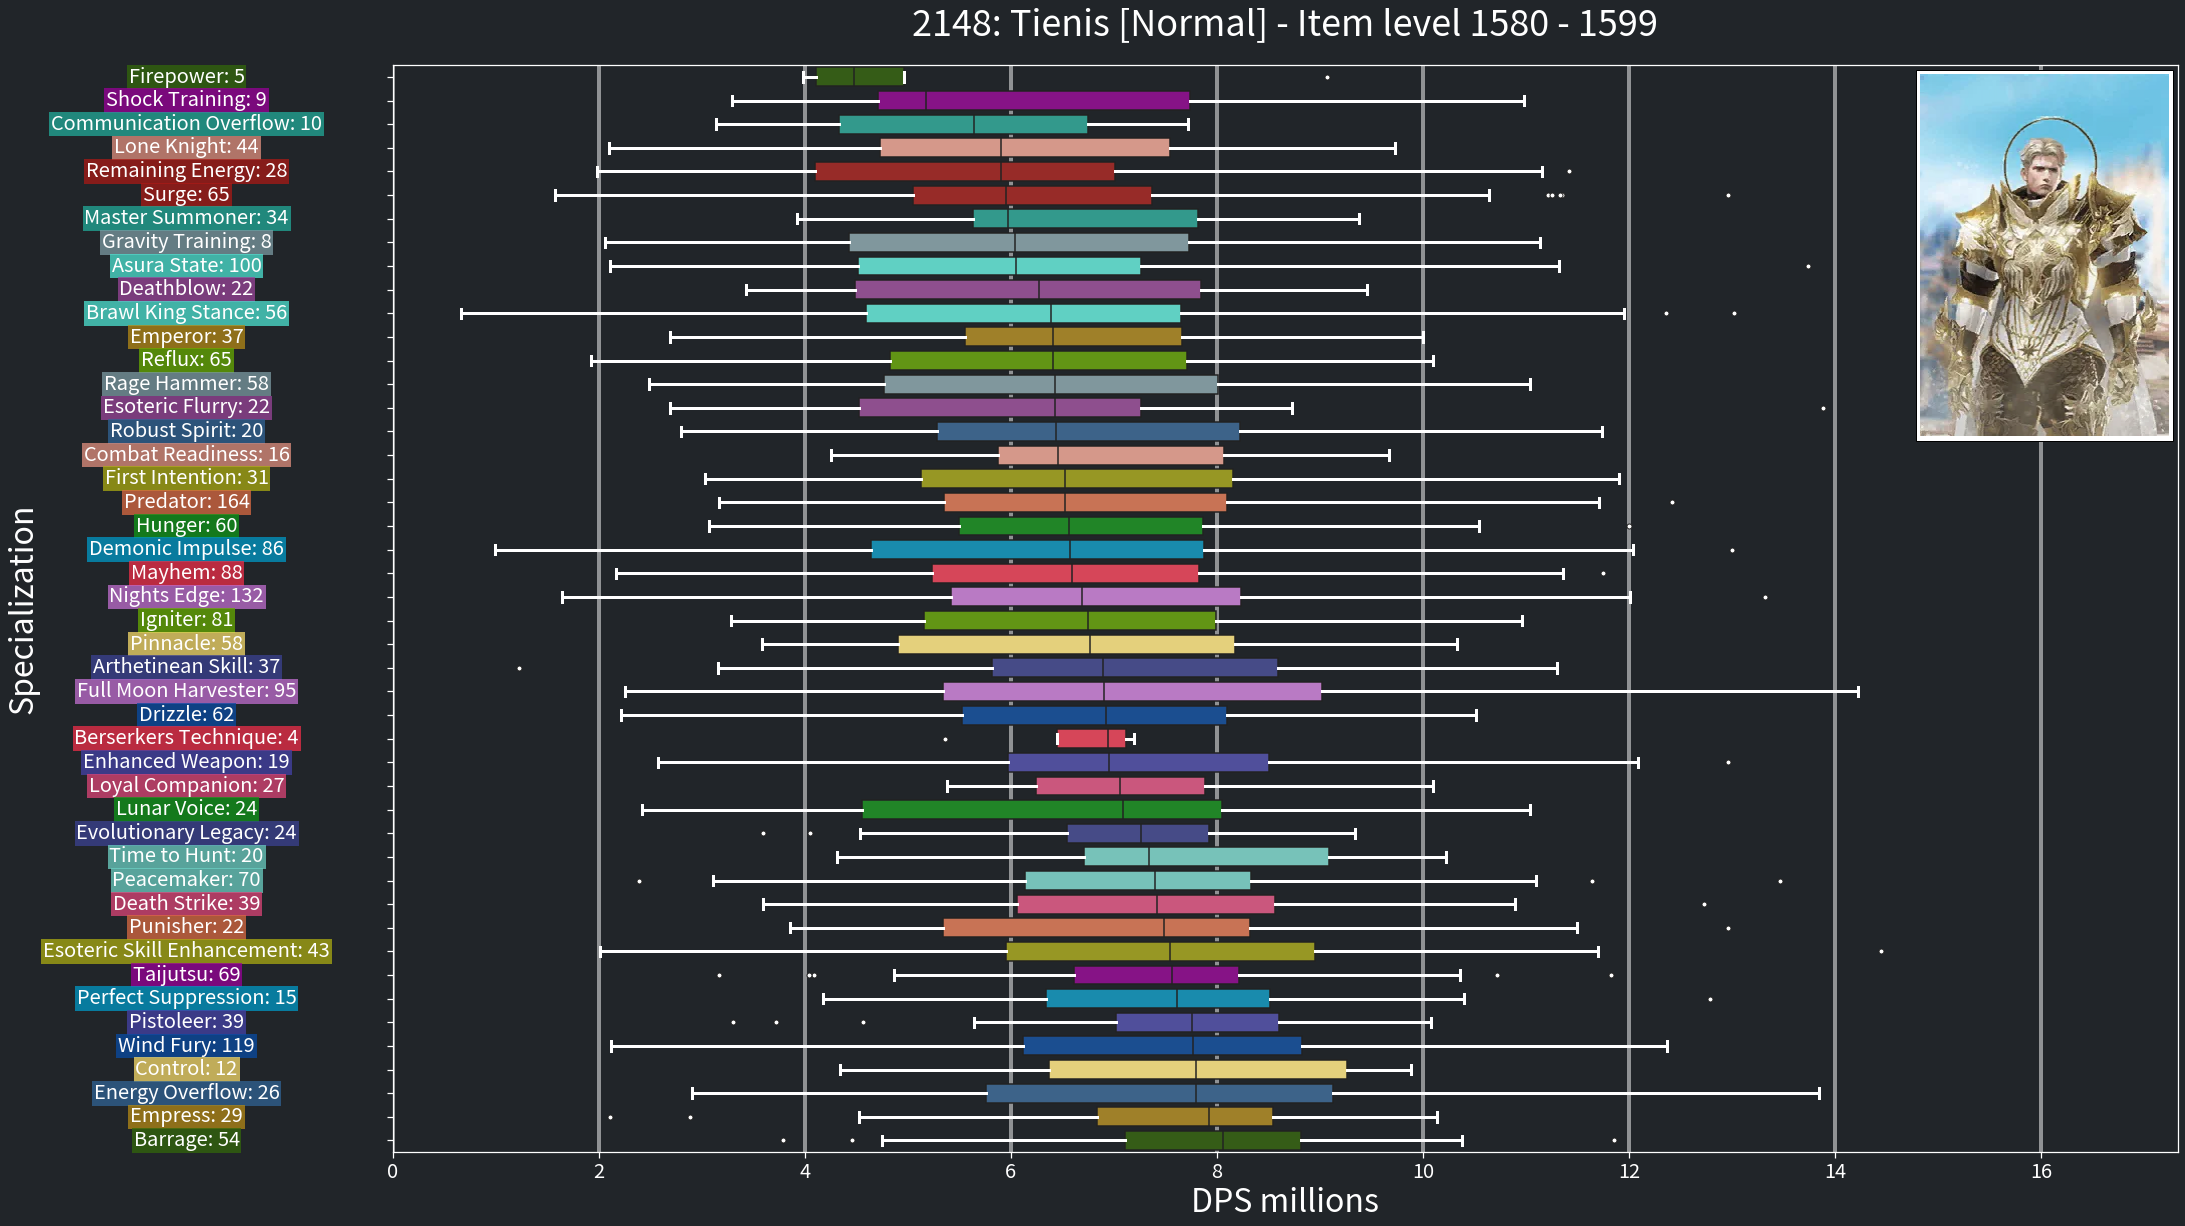 2148: Tienis [Normal] - Item level 1580 - 1599
Firepower: 5
Shock Training: 9
Communication Overflow: 10
Lone Knight: 44
Remaining Energy: 28
Surge: 65
Master Summoner: 34
Gravity Training: 8
Asura State: 100
Deathblow: 22
Brawl King Stance: 56
Emperor: 37
Reflux: 65
Rage Hammer: 58
Esoteric Flurry: 22
Robust Spirit: 20
Combat Readiness: 16
First Intention: 31
Predator: 164
Hunger: 60
Demonic Impulse: 86
Mayhem: 88
Nights Edge: 132
Igniter: 81
Pinnacle: 58
Arthetinean Skill: 37
Full Moon Harvester: 95
Drizzle: 62
Berserkers Technique: 4
Enhanced Weapon: 19
Loyal Companion: 27
Lunar Voice: 24
Evolutionary Legacy: 24
Time to Hunt: 20
Peacemaker: 70
Death Strike: 39
Punisher: 22
Esoteric Skill Enhancement: 43
Taijutsu: 69
Perfect Suppression: 15
Pistoleer: 39
Wind Fury: 119
Control: 12
Energy Overflow: 26
Empress: 29
Barrage: 54
Specialization
0 2 4 6 8 10 12 14 16
DPS millions